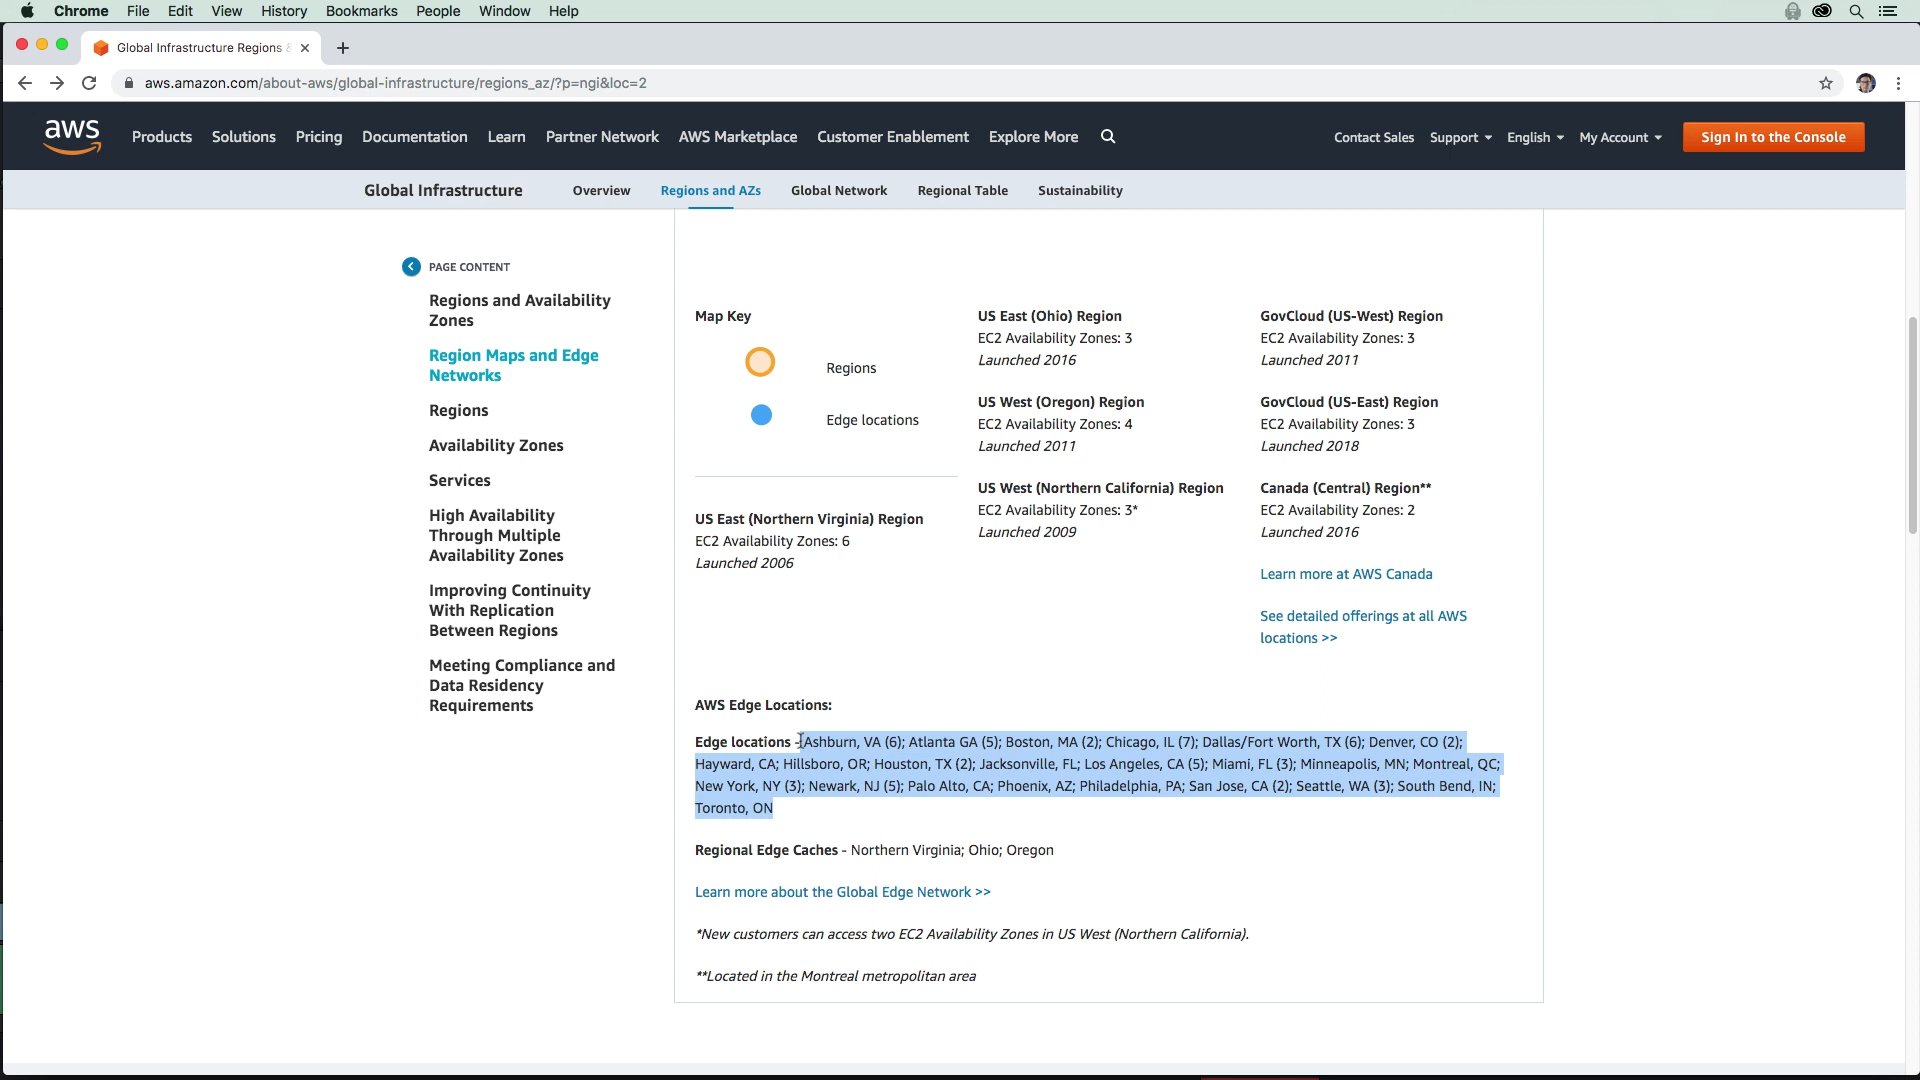 Chrome File Edit View History Bookmarks People Window Help
Global Infrastructure Regions &
aws.amazon.com/about-aws/global-infrastructure/regions_az/?p=ngi&loc=2
aws Products Solutions Pricing Documentation Learn Partner Network AWS Marketplace Customer Enablement Explore More Contact Sales Support English My Account Sign In to the Console
Global Infrastructure Overview Regions and AZs Global Network Regional Table Sustainability
PAGE CONTENT
Regions and Availability
Zones
Region Maps and Edge
Networks
Regions
Availability Zones
Services
High Availability
Through Multiple
Availability Zones
Improving Continuity
With Replication
Between Regions
Meeting Compliance and
Data Residency
Requirements
Map Key
Regions
Edge locations
US East (Northern Virginia) Region
EC2 Availability Zones: 6
Launched 2006
US East (Ohio) Region
EC2 Availability Zones: 3
Launched 2016
US West (Oregon) Region
EC2 Availability Zones: 4
Launched 2011
US West (Northern California) Region
EC2 Availability Zones: 3*
Launched 2009
GovCloud (US-West) Region
EC2 Availability Zones: 3
Launched 2011
GovCloud (US-East) Region
EC2 Availability Zones: 3
Launched 2018
Canada (Central) Region**
EC2 Availability Zones: 2
Launched 2016
Learn more at AWS Canada
See detailed offerings at all AWS
locations >>
AWS Edge Locations:
Edge locations - Ashburn, VA (6); Atlanta GA (5); Boston, MA (2); Chicago, IL (7); Dallas/Fort Worth, TX (6); Denver, CO (2);
Hayward, CA; Hillsboro, OR; Houston, TX (2); Jacksonville, FL; Los Angeles, CA (5); Miami, FL (3); Minneapolis, MN; Montreal, QC;
New York, NY (3); Newark, NJ (5); Palo Alto, CA; Phoenix, AZ; Philadelphia, PA; San Jose, CA (2); Seattle, WA (3); South Bend, IN;
Toronto, ON
Regional Edge Caches - Northern Virginia; Ohio; Oregon
Learn more about the Global Edge Network >>
*New customers can access two EC2 Availability Zones in US West (Northern California).
**Located in the Montreal metropolitan area